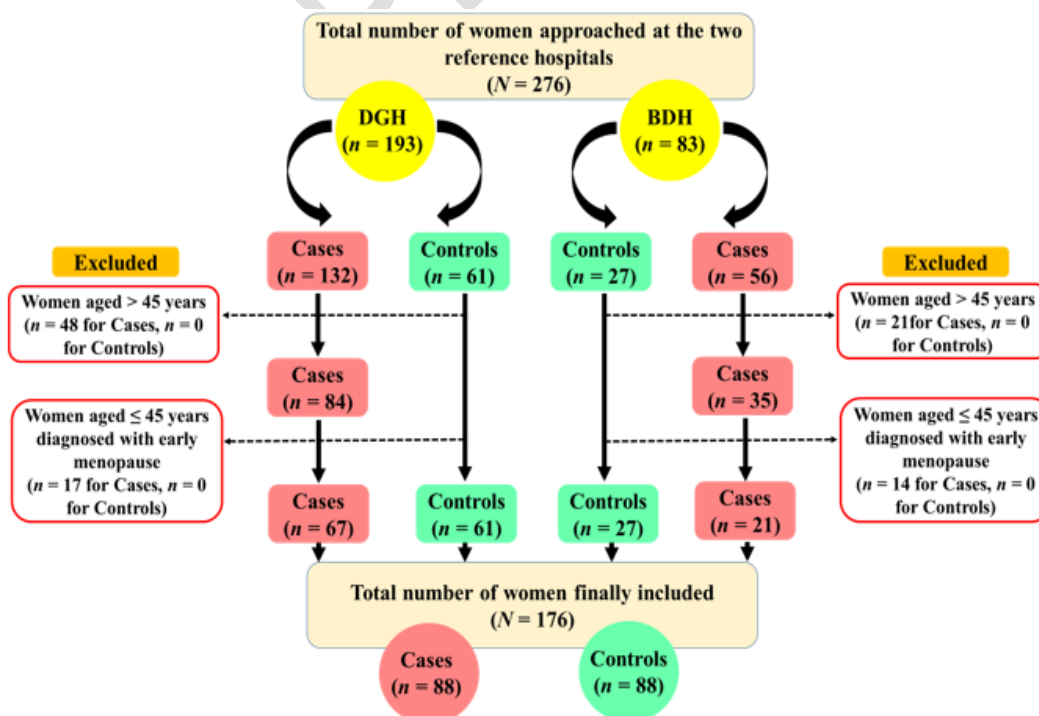 Total number of women approached at the two
reference hospitals
(N = 276)
DGH
(n = 193)
BDH
(n = 83)
Cases
(n = 132)
Controls
(n = 61)
Controls
(n = 27)
Cases
(n = 56)
Excluded
Women aged > 45 years
(n = 48 for Cases, n = 0
for Controls)
Excluded
Women aged > 45 years
(n = 21for Cases, n = 0
for Controls)
Cases
(n = 84)
Cases
(n = 35)
Women aged ≤ 45 years
diagnosed with early
menopause
(n = 17 for Cases, n = 0
for Controls)
Women aged ≤ 45 years
diagnosed with early
menopause
(n = 14 for Cases, n = 0
for Controls)
Cases
(n = 67)
Controls
(n = 61)
Controls
(n = 27)
Cases
(n = 21)
Total number of women finally included
(N = 176)
Cases
(n = 88)
Controls
(n = 88)